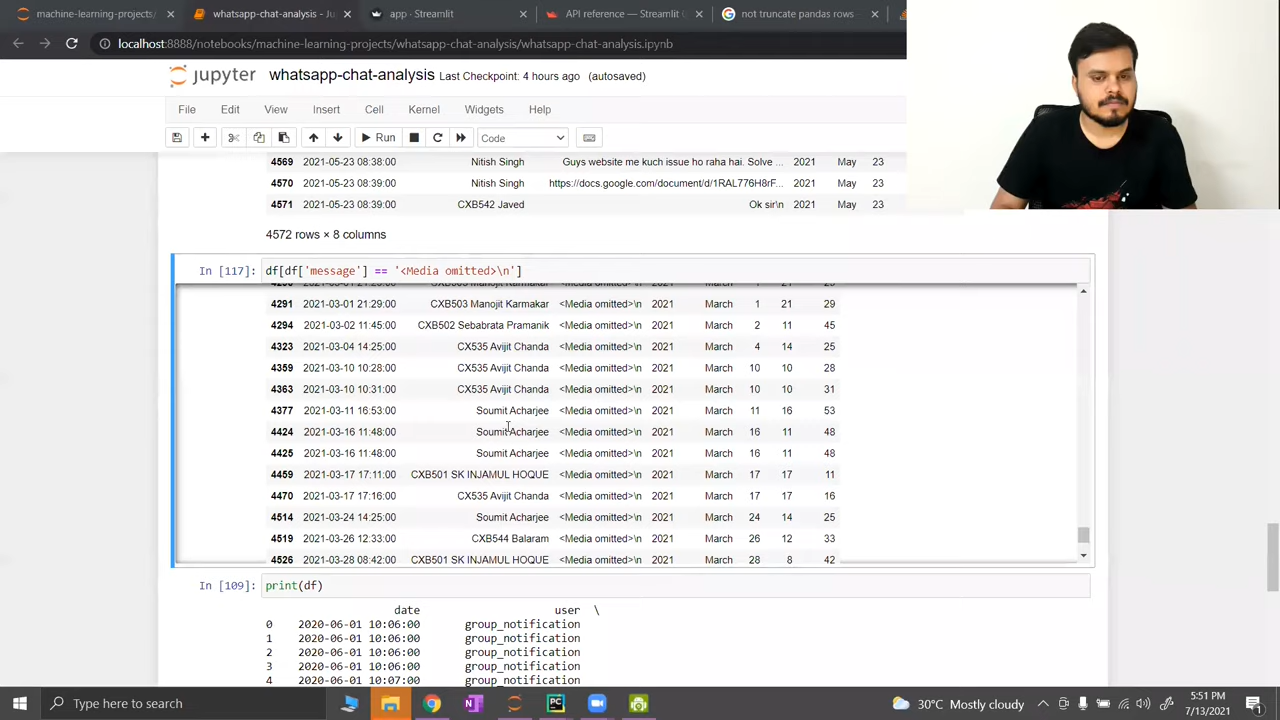 machine-learning-projects/ whatsapp-chat-analysis - Ju app · Streamlit API reference — Streamlit not truncate pandas rows
localhost:8888/notebooks/machine-learning-projects/whatsapp-chat-analysis/whatsapp-chat-analysis.ipynb
jupyter whatsapp-chat-analysis Last Checkpoint: 4 hours ago (autosaved)
File Edit View Insert Cell Kernel Widgets Help
Run Code
4569 2021-05-23 08:38:00 Nitish Singh Guys website me kuch issue ho raha hai. Solve ... 2021 May 23
4570 2021-05-23 08:39:00 Nitish Singh https://docs.google.com/document/d/1RAL776H8rF... 2021 May 23
4571 2021-05-23 08:39:00 CXB542 Javed Ok sir\n 2021 May 23
4572 rows × 8 columns
In [117]: df[df['message'] == '<Media omitted>\n']
4291 2021-03-01 21:29:00 CXB503 Manojit Karmakar <Media omitted>\n 2021 March 1 21 29
4294 2021-03-02 11:45:00 CXB502 Sebabrata Pramanik <Media omitted>\n 2021 March 2 11 45
4323 2021-03-04 14:25:00 CX535 Avijit Chanda <Media omitted>\n 2021 March 4 14 25
4359 2021-03-10 10:28:00 CX535 Avijit Chanda <Media omitted>\n 2021 March 10 10 28
4363 2021-03-10 10:31:00 CX535 Avijit Chanda <Media omitted>\n 2021 March 10 10 31
4377 2021-03-11 16:53:00 Soumit Acharjee <Media omitted>\n 2021 March 11 16 53
4424 2021-03-16 11:48:00 Soumit Acharjee <Media omitted>\n 2021 March 16 11 48
4425 2021-03-16 11:48:00 Soumit Acharjee <Media omitted>\n 2021 March 16 11 48
4459 2021-03-17 17:11:00 CXB501 SK INJAMUL HOQUE <Media omitted>\n 2021 March 17 17 11
4470 2021-03-17 17:16:00 CX535 Avijit Chanda <Media omitted>\n 2021 March 17 17 16
4514 2021-03-24 14:25:00 Soumit Acharjee <Media omitted>\n 2021 March 24 14 25
4519 2021-03-26 12:33:00 CXB544 Balaram <Media omitted>\n 2021 March 26 12 33
4526 2021-03-28 08:42:00 CXB501 SK INJAMUL HOQUE <Media omitted>\n 2021 March 28 8 42
In [109]: print(df)
date user \
0 2020-06-01 10:06:00 group_notification
1 2020-06-01 10:06:00 group_notification
2 2020-06-01 10:06:00 group_notification
3 2020-06-01 10:06:00 group_notification
4 2020-06-01 10:07:00 group_notification
Type here to search 30°C Mostly cloudy 5:51 PM
7/13/2021